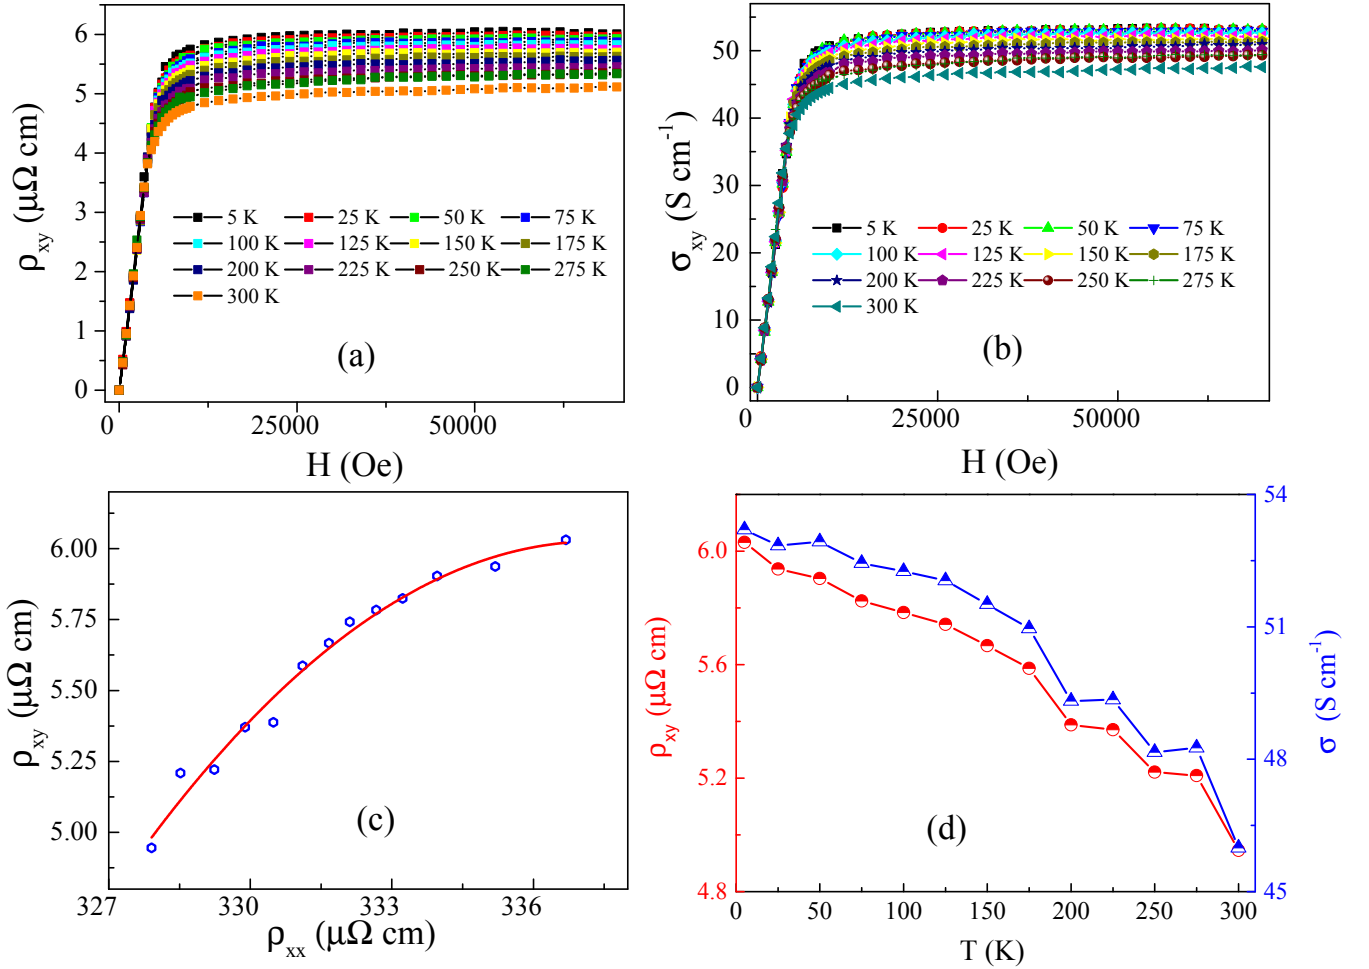 6
5
4
3
2
1
0
ρxy (μΩ cm)
5 K 25 K 50 K 75 K
100 K 125 K 150 K 175 K
200 K 225 K 250 K 275 K
300 K
(a)
0 25000 50000
H (Oe)
50
40
30
20
10
0
σxy (S cm-1)
5 K 25 K 50 K 75 K
100 K 125 K 150 K 175 K
200 K 225 K 250 K 275 K
300 K
(b)
0 25000 50000
H (Oe)
6.00
5.75
5.50
5.25
5.00
ρxy (μΩ cm)
(c)
327 330 333 336
ρxx (μΩ cm)
6.0
5.6
5.2
4.8
ρxy (μΩ cm)
54
51
48
45
σ (S cm-1)
(d)
0 50 100 150 200 250 300
T (K)